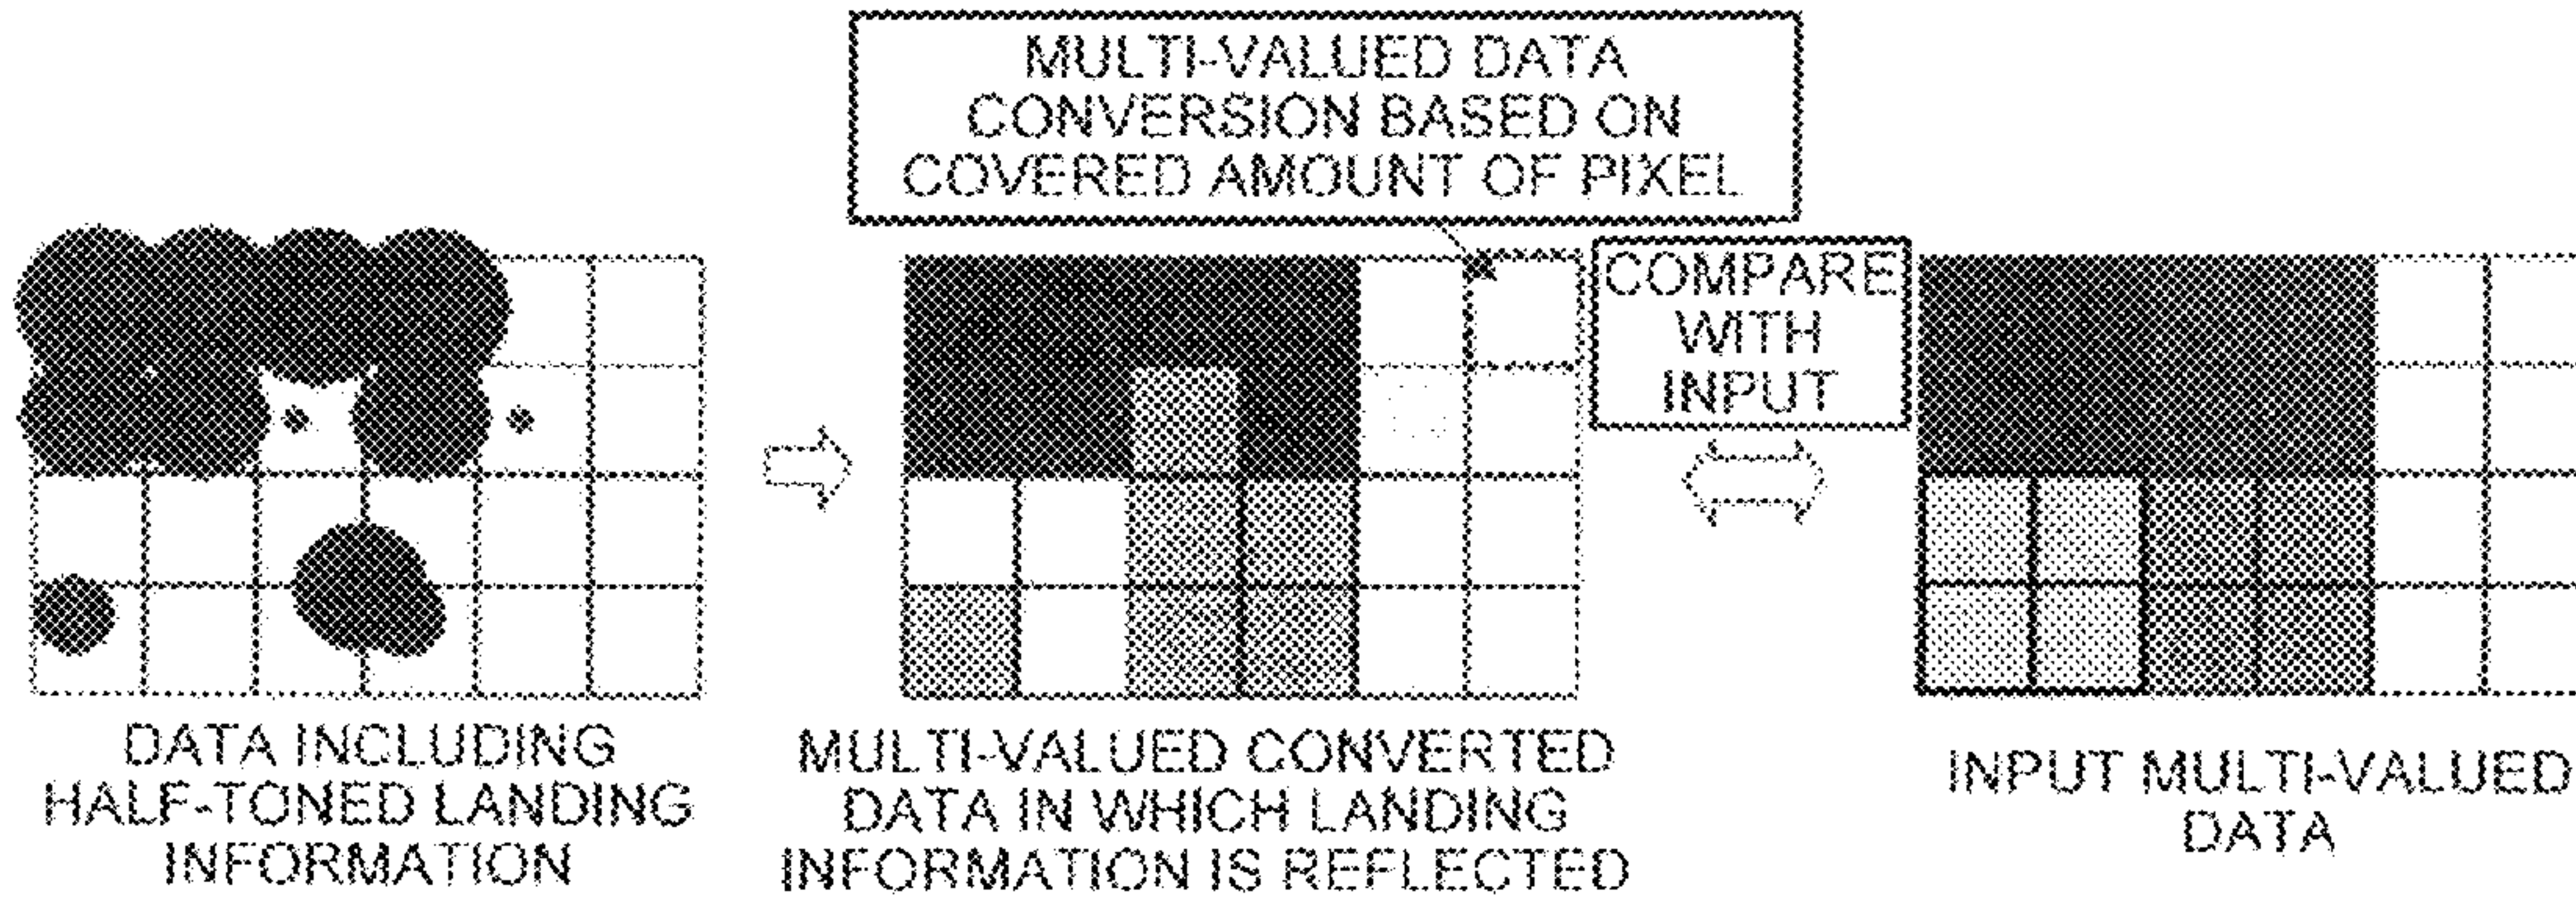 MULTI-VALUED DATA
CONVERSION BASED ON
COVERED AMOUNT OF PIXEL
COMPARE
WITH
INPUT
DATA INCLUDING
HALF-TONED LANDING
INFORMATION
MULTI-VALUED CONVERTED
DATA IN WHICH LANDING
INFORMATION IS REFLECTED
INPUT MULTI-VALUED
DATA